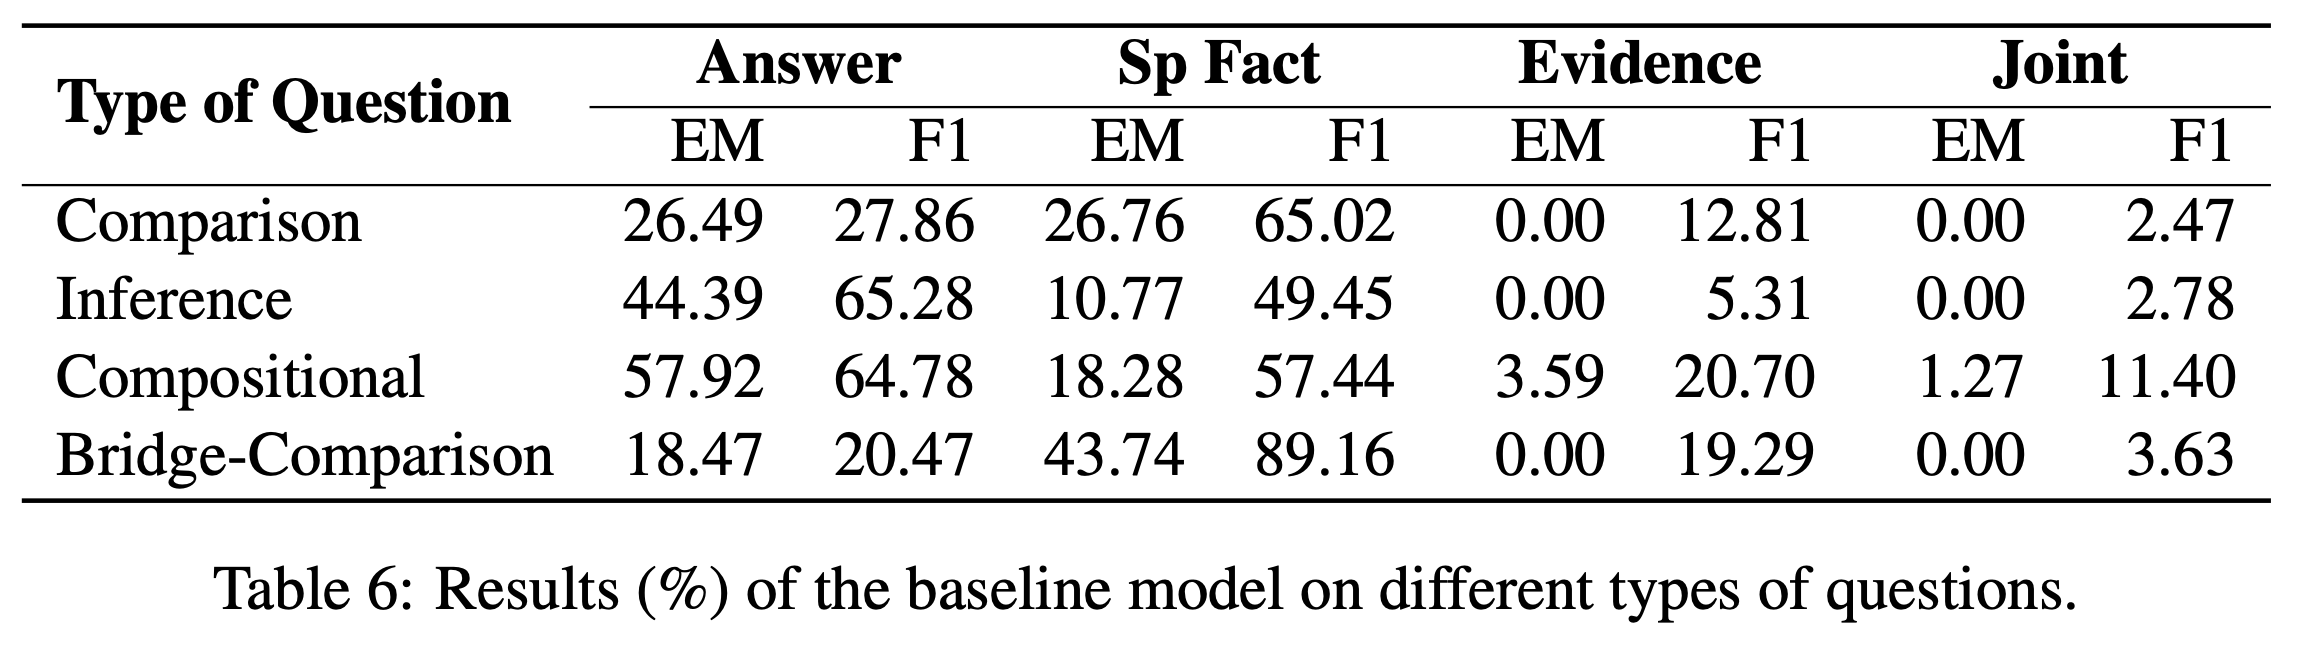 Answer Sp Fact Evidence Joint
Type of Question
EM F1 EM F1 EM F1 EM F1
Comparison 26.49 27.86 26.76 65.02 0.00 12.81 0.00 2.47
Inference 44.39 65.28 10.77 49.45 0.00 5.31 0.00 2.78
Compositional 57.92 64.78 18.28 57.44 3.59 20.70 1.27 11.40
Bridge-Comparison 18.47 20.47 43.74 89.16 0.00 19.29 0.00 3.63
Table 6: Results (%) of the baseline model on different types of questions.